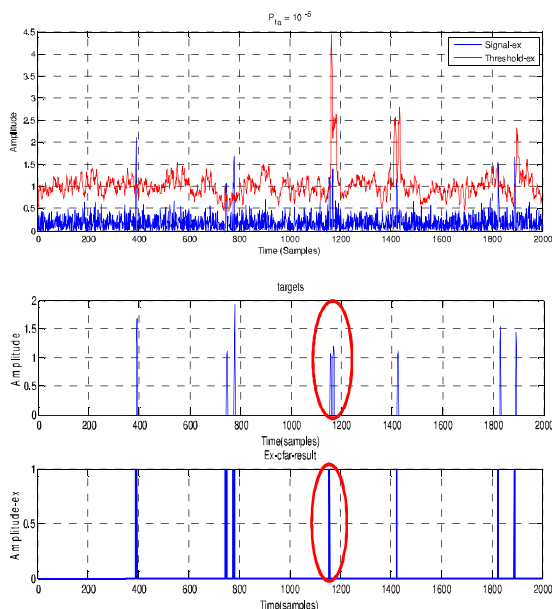 P_fa = 10^-5
Signal-ex
Threshold-ex
Amplitude
4.5
4
3.5
3
2.5
2
1.5
1
0.5
0
0 200 400 600 800 1000 1200 1400 1600 1800 2000
Time (Samples)
targets
Amplitude
2
1.5
1
0.5
0
0 200 400 600 800 1000 1200 1400 1600 1800 2000
Time(samples)
Ex-cfar-result
Amplitude-ex
1
0.5
0
0 200 400 600 800 1000 1200 1400 1600 1800 2000
Time(samples)